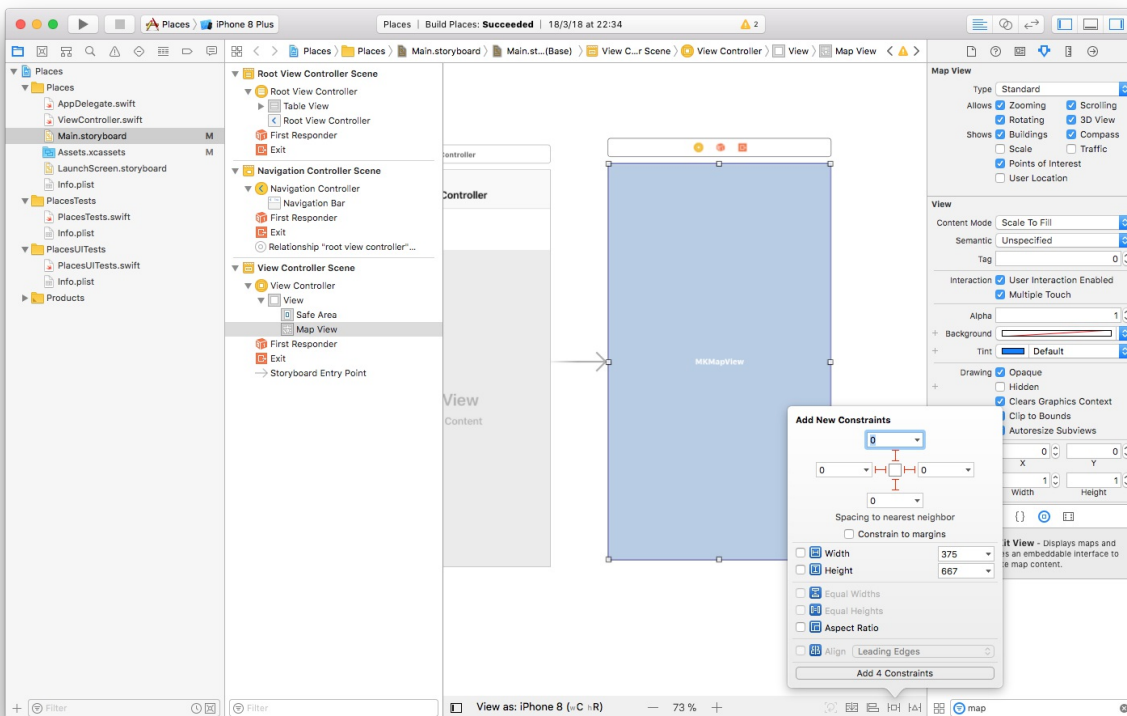 Places
iPhone 8 Plus
Places | Build Places: Succeeded | 18/3/18 at 22:34
2
Places
Places
Main.storyboard
Main.st...(Base)
View C...r Scene
View Controller
View
Map View
Places
Places
AppDelegate.swift
ViewController.swift
Main.storyboard M
Assets.xcassets M
LaunchScreen.storyboard
Info.plist
PlacesTests
PlacesTests.swift
Info.plist
PlacesUITests
PlacesUITests.swift
Info.plist
Products
Filter
Root View Controller Scene
Root View Controller
Table View
Root View Controller
First Responder
Exit
Navigation Controller Scene
Navigation Controller
Navigation Bar
First Responder
Exit
Relationship "root view controller"...
View Controller Scene
View Controller
View
Safe Area
Map View
First Responder
Exit
Storyboard Entry Point
Filter
Controller
Controller
View
Content
MKMapView
View as: iPhone 8 (wC hR)
— 73 % +
Add New Constraints
0
0 0
0
Spacing to nearest neighbor
Constrain to margins
Width 375
Height 667
Equal Widths
Equal Heights
Aspect Ratio
Align Leading Edges
Add 4 Constraints
Map View
Type Standard
Allows Zooming Scrolling
Rotating 3D View
Shows Buildings Compass
Scale Traffic
Points of Interest
User Location
View
Content Mode Scale To Fill
Semantic Unspecified
Tag 0
Interaction User Interaction Enabled
Multiple Touch
Alpha 1
+ Background
+ Tint Default
Drawing Opaque
+ Hidden
Clears Graphics Context
Clip to Bounds
Autoresize Subviews
0 0
X Y
1 1
Width Height
{}
it View - Displays maps and
es an embeddable interface to
te map content.
map